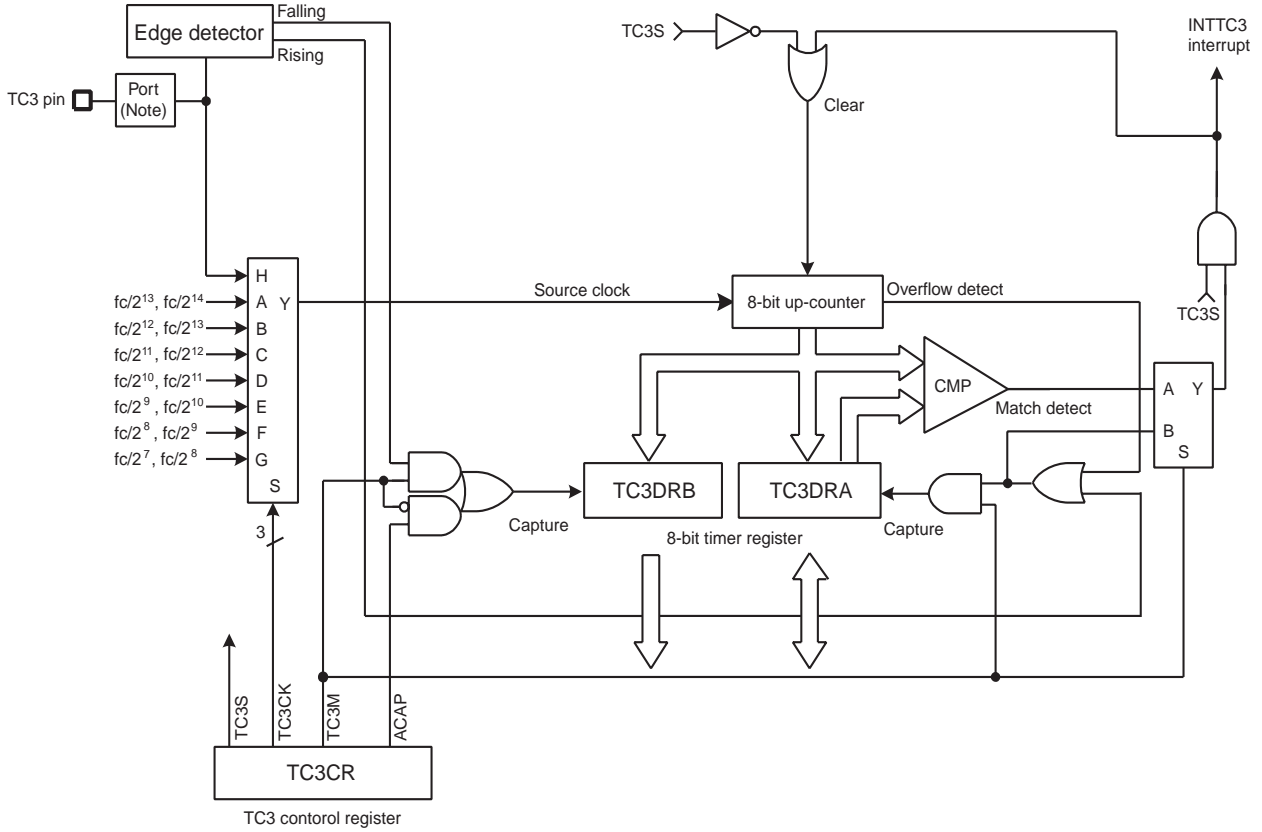 Falling
Edge detector
Rising
TC3 pin
Port
(Note)
TC3S
Clear
INTTC3
interrupt
H
fc/2^13, fc/2^14 A Y
fc/2^12, fc/2^13 B
fc/2^11, fc/2^12 C
fc/2^10, fc/2^11 D
fc/2^9 , fc/2^10 E
fc/2^8 , fc/2^9 F
fc/2^7, fc/2^8 G
S
3
Source clock
8-bit up-counter
Overflow detect
TC3S
CMP
Match detect
A Y
B
S
TC3DRB
TC3DRA
Capture
Capture
8-bit timer register
TC3S
TC3CK
TC3M
ACAP
TC3CR
TC3 contorol register